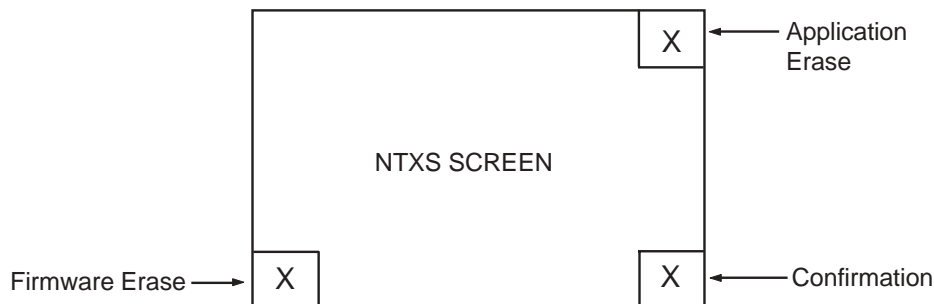 X
Application
Erase
NTXS SCREEN
Firmware Erase
X
X
Confirmation